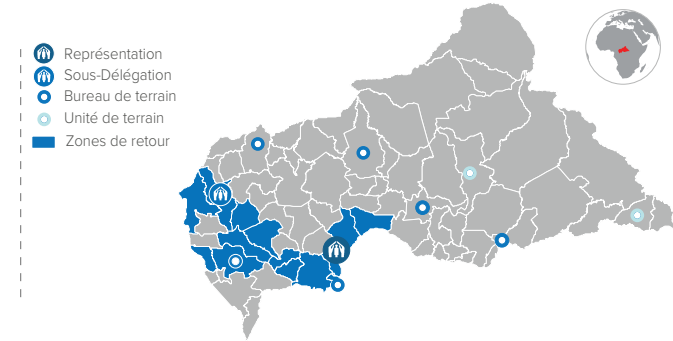 Représentation
Sous-Délégation
Bureau de terrain
Unité de terrain
Zones de retour